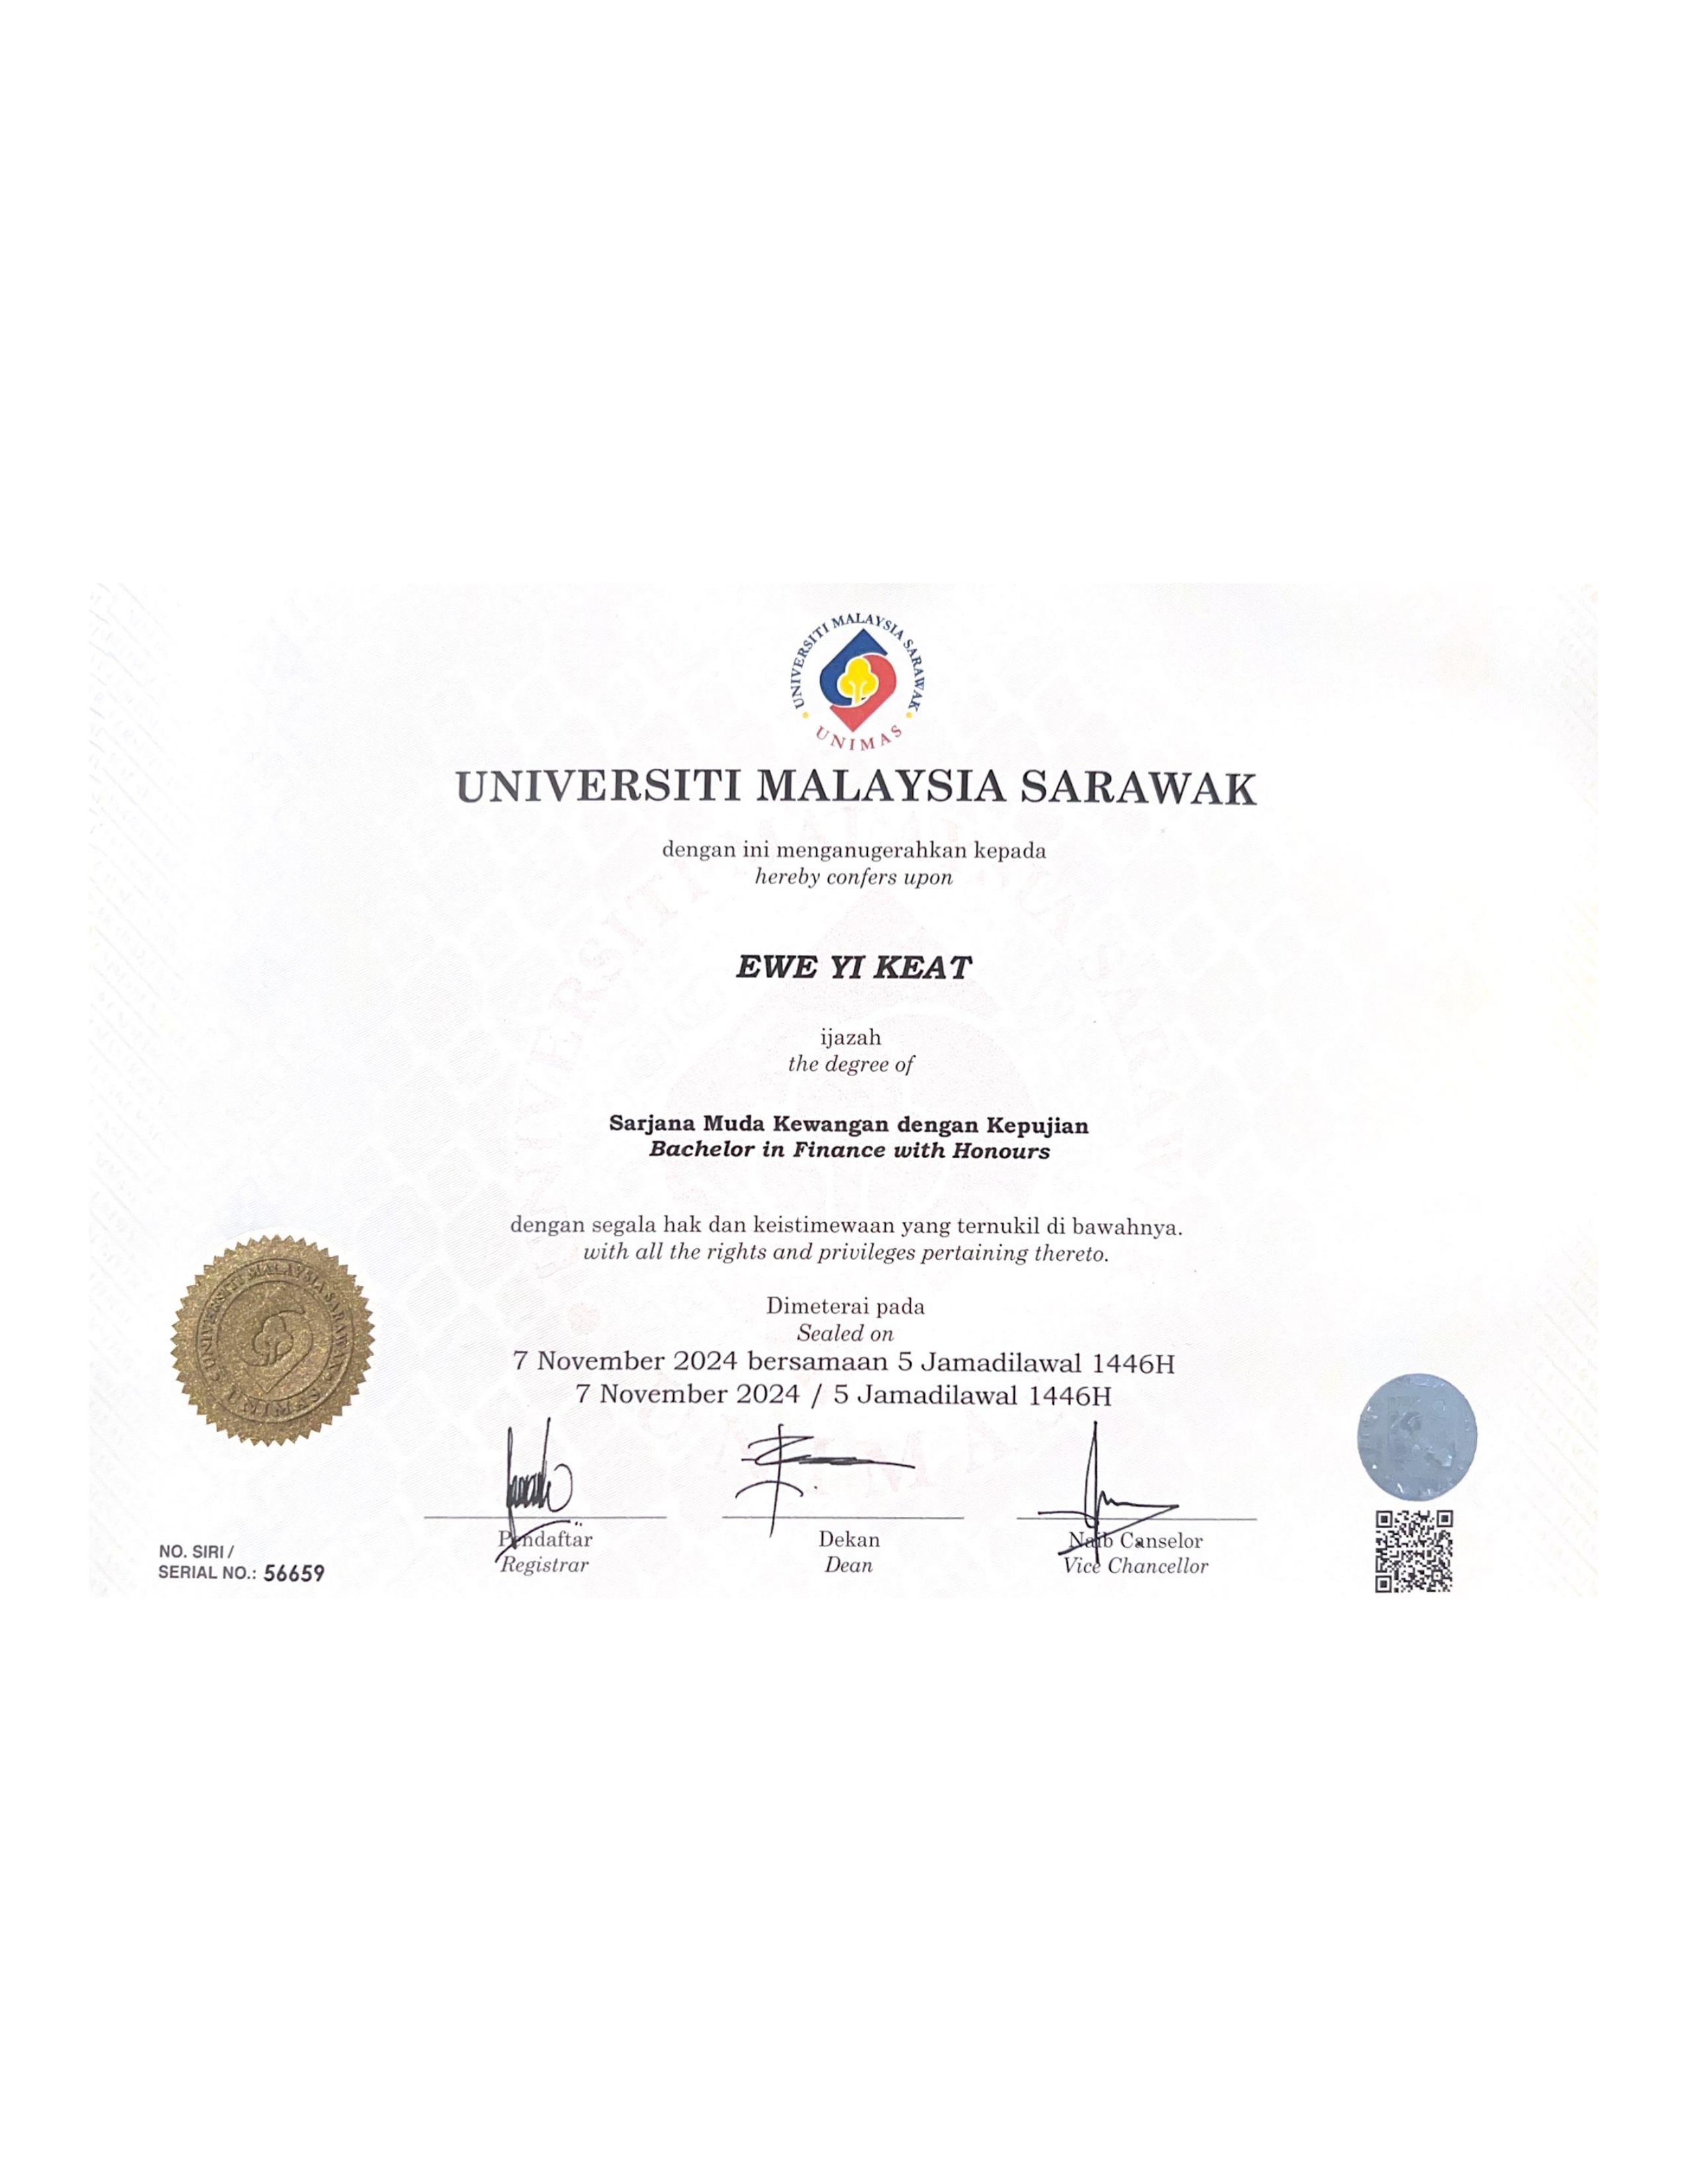 UNIVERSITI MALAYSIA SARAWAK
UNIMAS
UNIVERSITI MALAYSIA SARAWAK
dengan ini menganugerahkan kepada
hereby confers upon
EWE YI KEAT
ijazah
the degree of
Sarjana Muda Kewangan dengan Kepujian
Bachelor in Finance with Honours
dengan segala hak dan keistimewaan yang ternukil di bawahnya.
with all the rights and privileges pertaining thereto.
Dimeterai pada
Sealed on
7 November 2024 bersamaan 5 Jamadilawal 1446H
7 November 2024 / 5 Jamadilawal 1446H
UNIVERSITI MALAYSIA SARAWAK
Pendaftar
Registrar
Dekan
Dean
Naib Canselor
Vice Chancellor
NO. SIRI /
SERIAL NO.: 56659